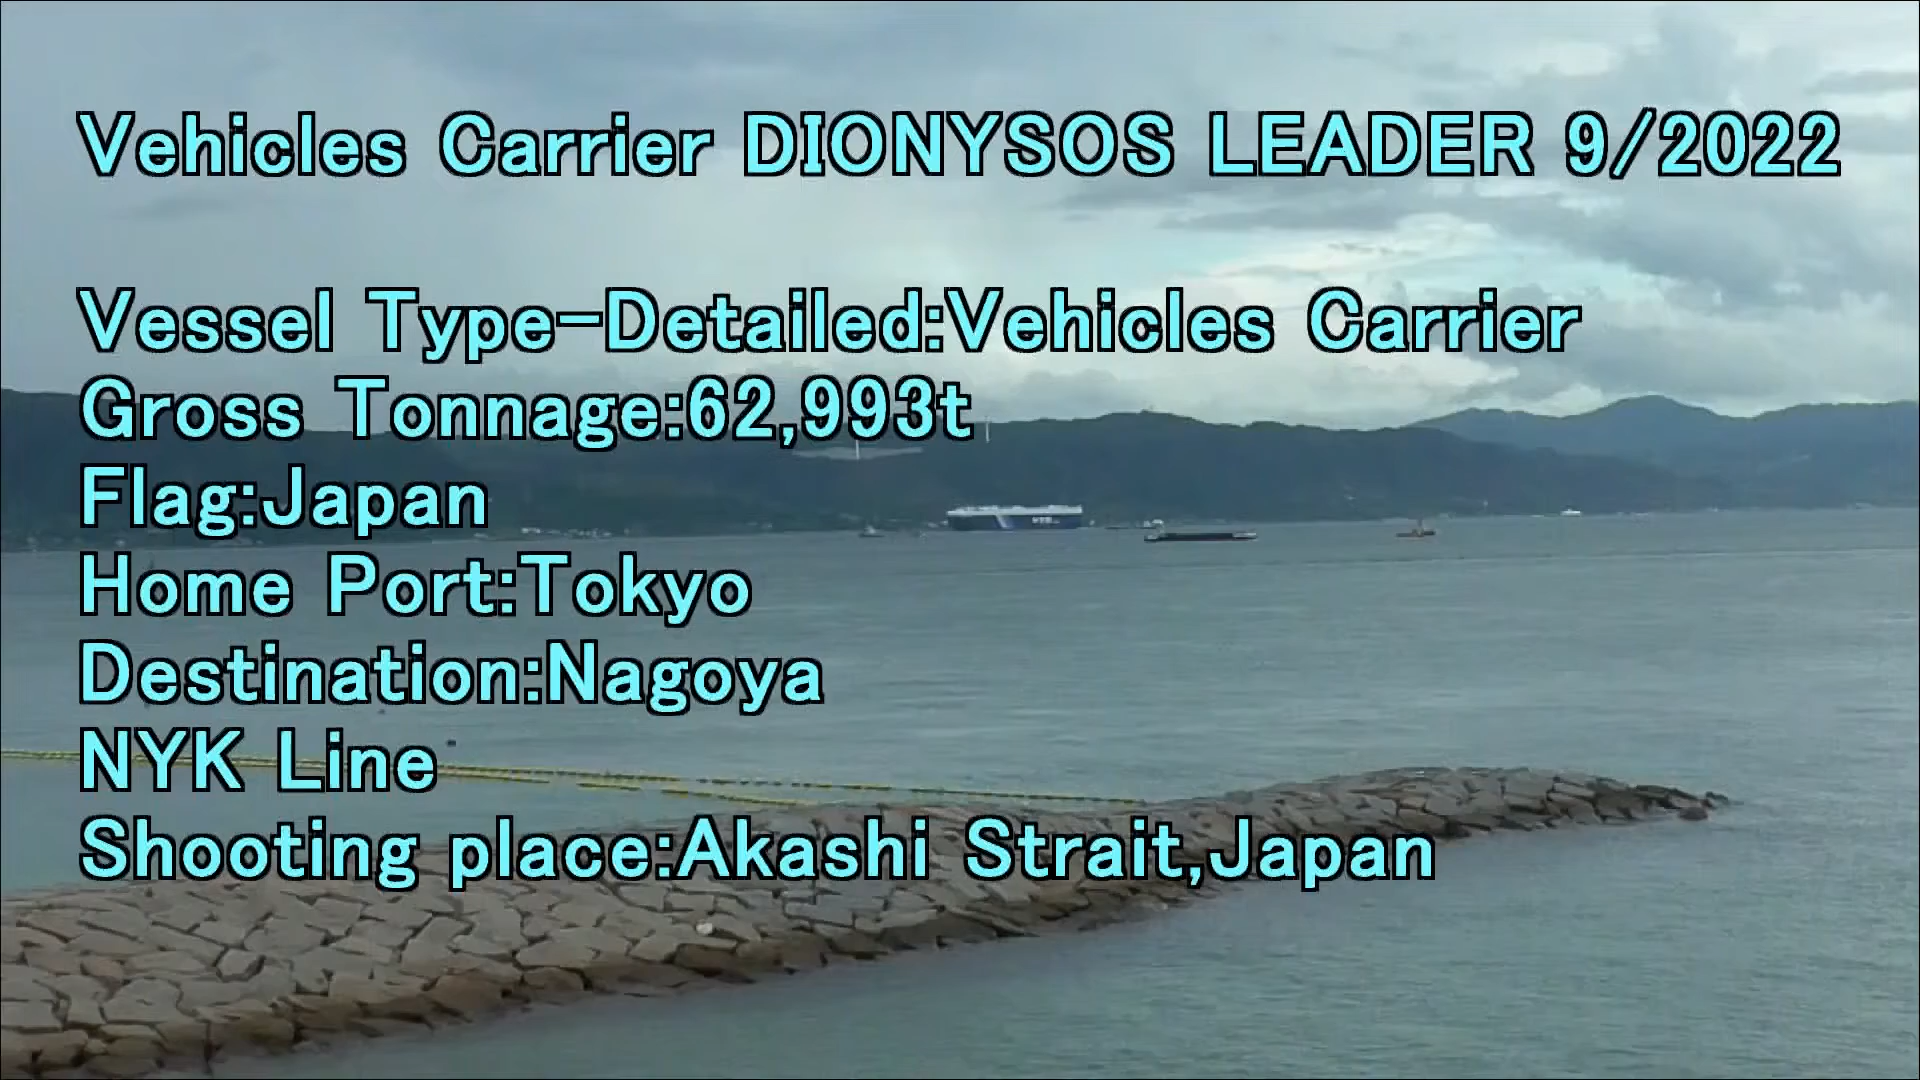 Vehicles Carrier DIONYSOS LEADER 9/2022
Vessel Type-Detailed:Vehicles Carrier
Gross Tonnage:62,993t
Flag:Japan
Home Port:Tokyo
Destination:Nagoya
NYK Line
Shooting place:Akashi Strait,Japan